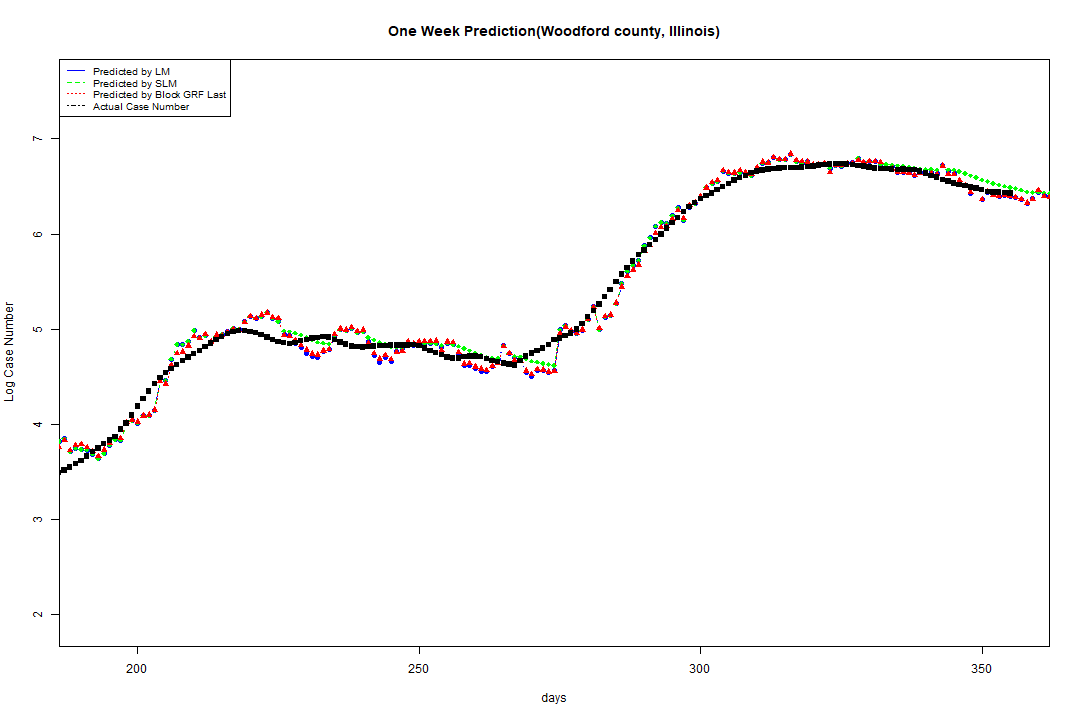 One Week Prediction(Woodford county, Illinois)
Predicted by LM
Predicted by SLM
Predicted by Block GRF Last
Actual Case Number
7
6
5
4
3
2
Log Case Number
200 250 300 350
days